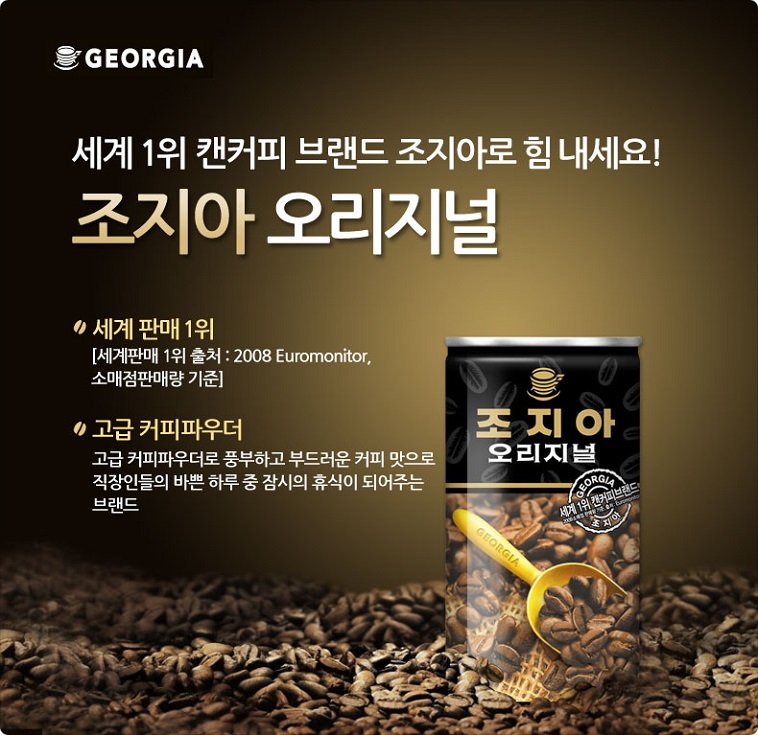 GEORGIA
세계 1위 캔커피 브랜드 조지아로 힘 내세요!
조지아 오리지널
세계 판매 1위
[세계판매 1위 출처 : 2008 Euromonitor,
소매점판매량 기준]
고급 커피파우더
고급 커피파우더로 풍부하고 부드러운 커피 맛으로
직장인들의 바쁜 하루 중 잠시의 휴식이 되어주는
브랜드
조지아
오리지널
GEORGIA
세계 1위 캔커피브랜드
조지아
GEORGIA